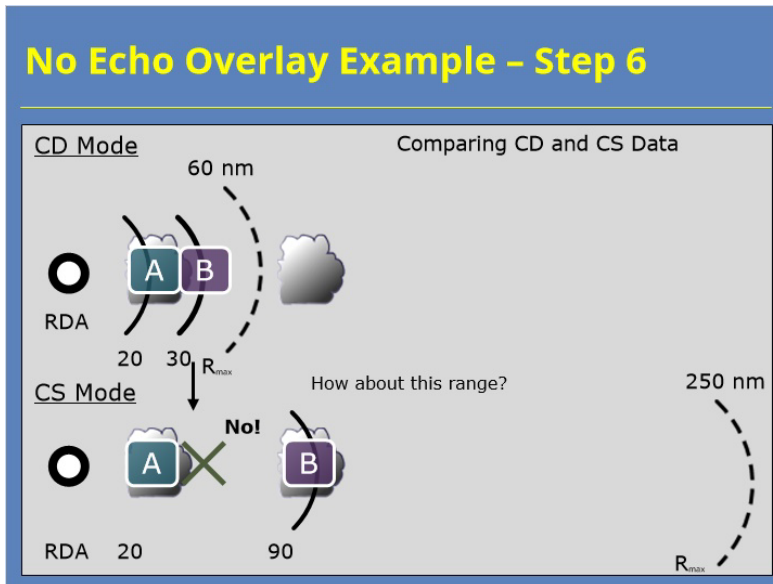 No Echo Overlay Example – Step 6
CD Mode
Comparing CD and CS Data
60 nm
A B
RDA
20 30 Rmax
CS Mode
How about this range?
250 nm
No!
A B
RDA 20 90 Rmax